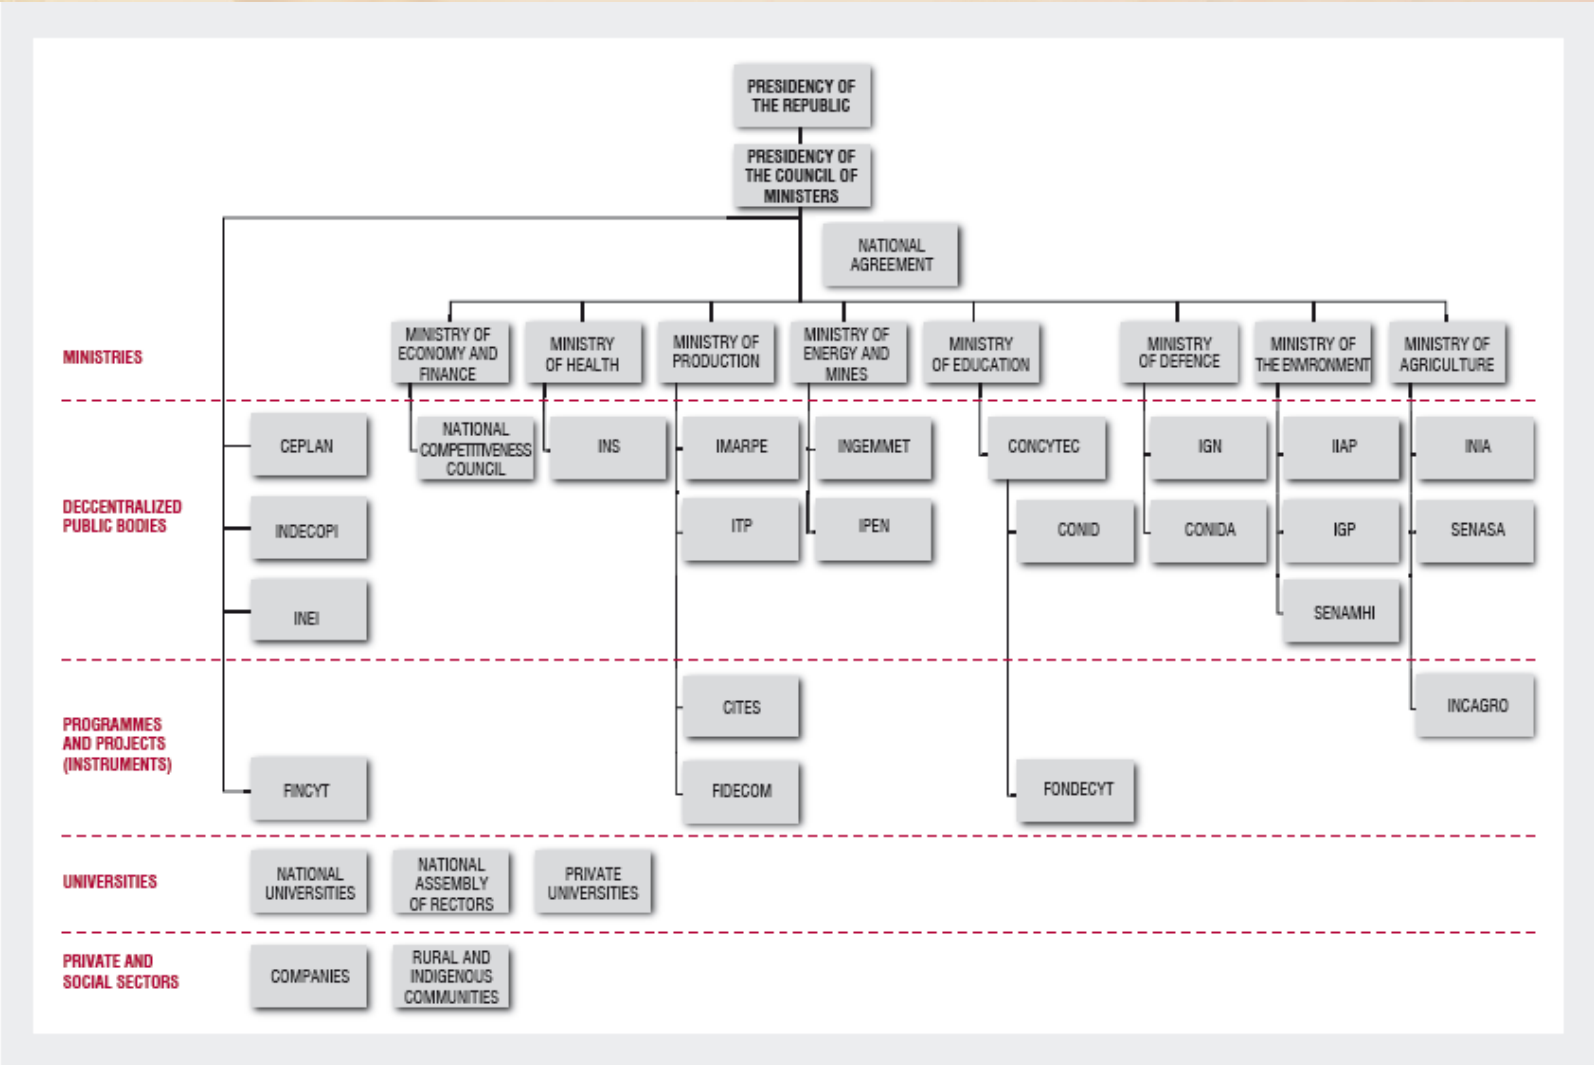 PRESIDENCY OF
THE REPUBLIC
PRESIDENCY OF
THE COUNCIL OF
MINISTERS
NATIONAL
AGREEMENT
MINISTRIES
MINISTRY OF
ECONOMY AND
FINANCE
MINISTRY
OF HEALTH
MINISTRY OF
PRODUCTION
MINISTRY OF
ENERGY AND
MINES
MINISTRY
OF EDUCATION
MINISTRY
OF DEFENCE
MINISTRY OF
THE ENVIRONMENT
MINISTRY OF
AGRICULTURE
DECCENTRALIZED
PUBLIC BODIES
CEPLAN
NATIONAL
COMPETITIVENESS
COUNCIL
INS
IMARPE
INGEMMET
CONCYTEC
IGN
IIAP
INIA
INDECOPI
ITP
IPEN
CONID
CONIDA
IGP
SENASA
INEI
SENAMHI
PROGRAMMES
AND PROJECTS
(INSTRUMENTS)
CITES
INCAGRO
FINCYT
FIDECOM
FONDECYT
UNIVERSITIES
NATIONAL
UNIVERSITIES
NATIONAL
ASSEMBLY
OF RECTORS
PRIVATE
UNIVERSITIES
PRIVATE AND
SOCIAL SECTORS
COMPANIES
RURAL AND
INDIGENOUS
COMMUNITIES